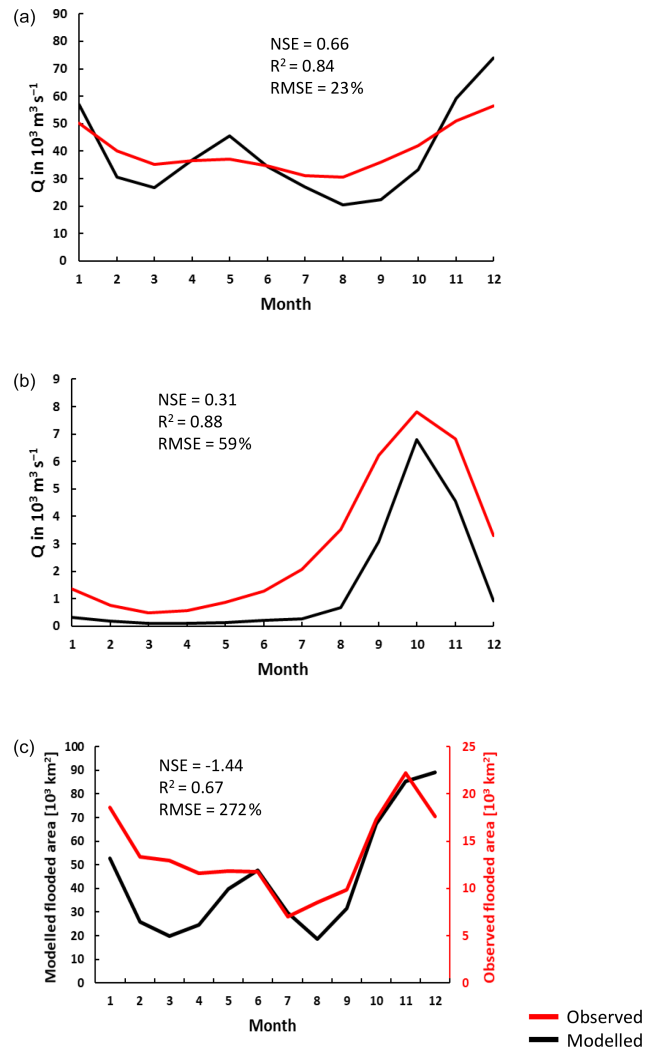 (a)
Q in 10³ m³ s⁻¹
90
80
70
60
50
40
30
20
10
0
NSE = 0.66
R² = 0.84
RMSE = 23%
1 2 3 4 5 6 7 8 9 10 11 12
Month
(b)
Q in 10³ m³ s⁻¹
9
8
7
6
5
4
3
2
1
0
NSE = 0.31
R² = 0.88
RMSE = 59%
1 2 3 4 5 6 7 8 9 10 11 12
Month
(c)
Modelled flooded area [10³ km²]
100
90
80
70
60
50
40
30
20
10
0
NSE = -1.44
R² = 0.67
RMSE = 272%
25
20
15
10
5
0
Observed flooded area [10³ km²]
1 2 3 4 5 6 7 8 9 10 11 12
Month
Observed
Modelled